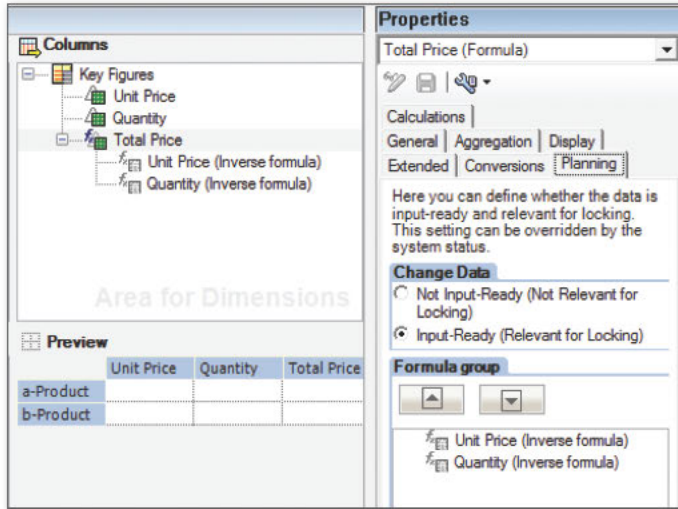 Columns
Key Figures
Unit Price
Quantity
Total Price
Unit Price (Inverse formula)
Quantity (Inverse formula)
Area for Dimensions
Preview
Unit Price Quantity Total Price
a-Product
b-Product
Properties
Total Price (Formula)
Calculations
General Aggregation Display
Extended Conversions Planning
Here you can define whether the data is
input-ready and relevant for locking.
This setting can be overridden by the
system status.
Change Data
Not Input-Ready (Not Relevant for
Locking)
Input-Ready (Relevant for Locking)
Formula group
Unit Price (Inverse formula)
Quantity (Inverse formula)